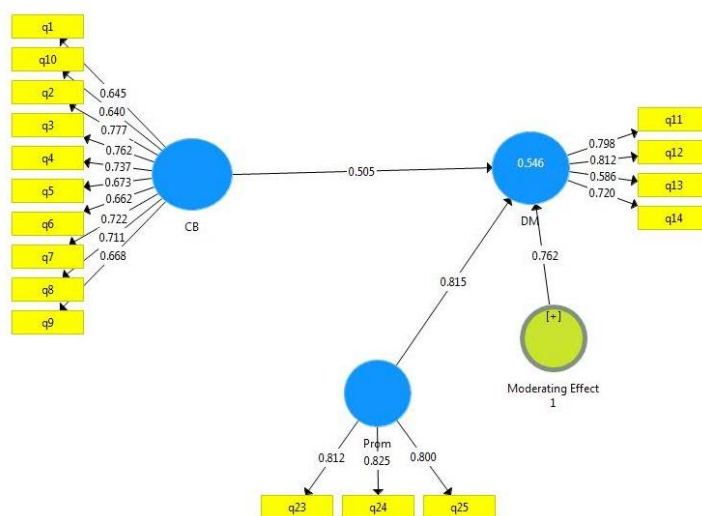 q1
q10
q2
q3
q4
q5
q6
q7
q8
q9
0.645
0.640
0.777
0.762
0.737
0.673
0.662
0.722
0.711
0.668
CB
0.505
0.546
DM
0.798
0.812
0.586
0.720
q11
q12
q13
q14
0.815
0.762
[+]
Moderating Effect
1
Prom
0.812
0.825
0.800
q23
q24
q25